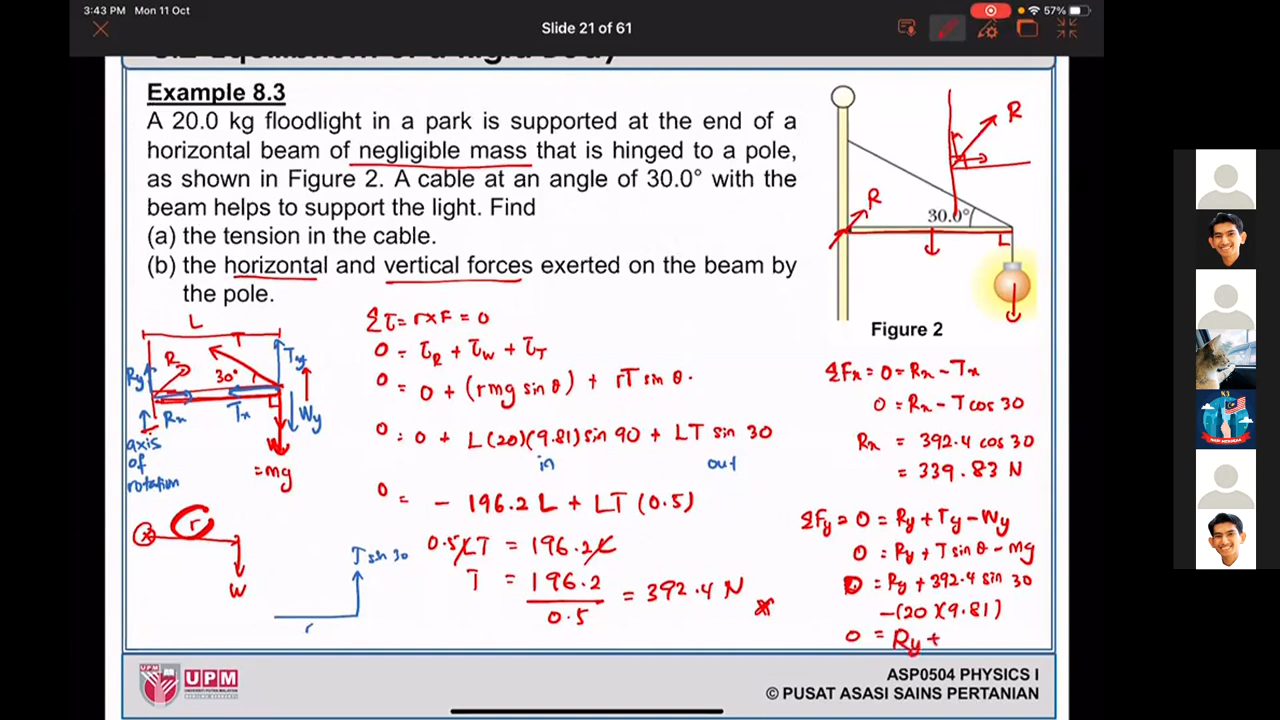 3:43 PM Mon 11 Oct
57%
Slide 21 of 61
Example 8.3
A 20.0 kg floodlight in a park is supported at the end of a
horizontal beam of negligible mass that is hinged to a pole,
as shown in Figure 2. A cable at an angle of 30.0° with the
beam helps to support the light. Find
(a) the tension in the cable.
(b) the horizontal and vertical forces exerted on the beam by
the pole.
R
R
30.0°
L
Figure 2
L
T
R
Ty
Ry
30°
L
Rx
Tx
Wy
W
= mg
axis
of
rotation
r
W
T sin 30
r
Στ = r×F = 0
0 = τR + τW + τT
0 = 0 + (rmg sin θ) + rT sin θ.
0 = 0 + L(20)(9.81) sin 90 + LT sin 30
in
out
0 = - 196.2 L + LT (0.5)
0.5 LT = 196.2 L
T = 196.2 / 0.5 = 392.4 N
ΣFx = 0 = Rx - Tx
0 = Rx - T cos 30
Rx = 392.4 cos 30
= 339.83 N
ΣFy = 0 = Ry + Ty - Wy
0 = Ry + T sin θ - mg
0 = Ry + 392.4 sin 30
-(20)(9.81)
0 = Ry +
UPM
ASP0504 PHYSICS I
© PUSAT ASASI SAINS PERTANIAN